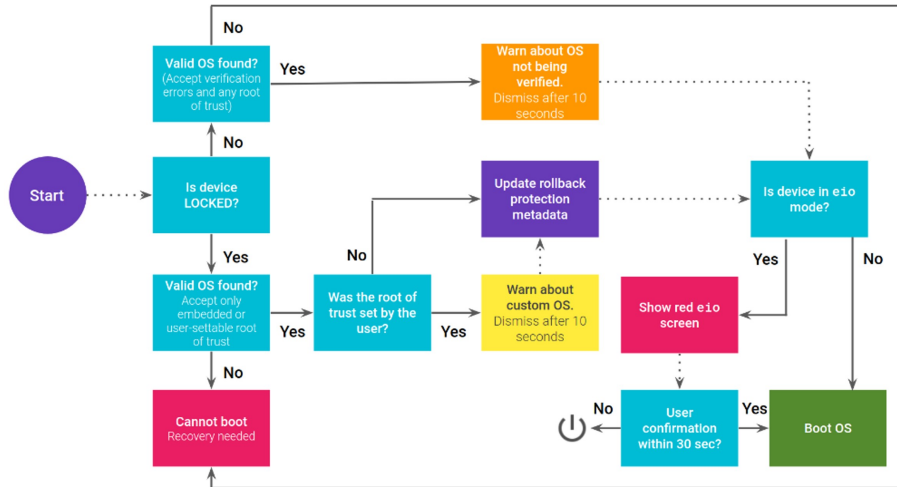 No
Valid OS found?
(Accept verification
errors and any root
of trust)
Yes
Warn about OS
not being
verified.
Dismiss after 10
seconds
No
Start
Is device
LOCKED?
Update rollback
protection
metadata
Is device in eio
mode?
Yes
No
Yes
No
Valid OS found?
Accept only
embedded or
user-settable root
of trust
Yes
Was the root of
trust set by the
user?
Yes
Warn about
custom OS.
Dismiss after 10
seconds
Show red eio
screen
No
Cannot boot
Recovery needed
No
User
confirmation
within 30 sec?
Yes
Boot OS